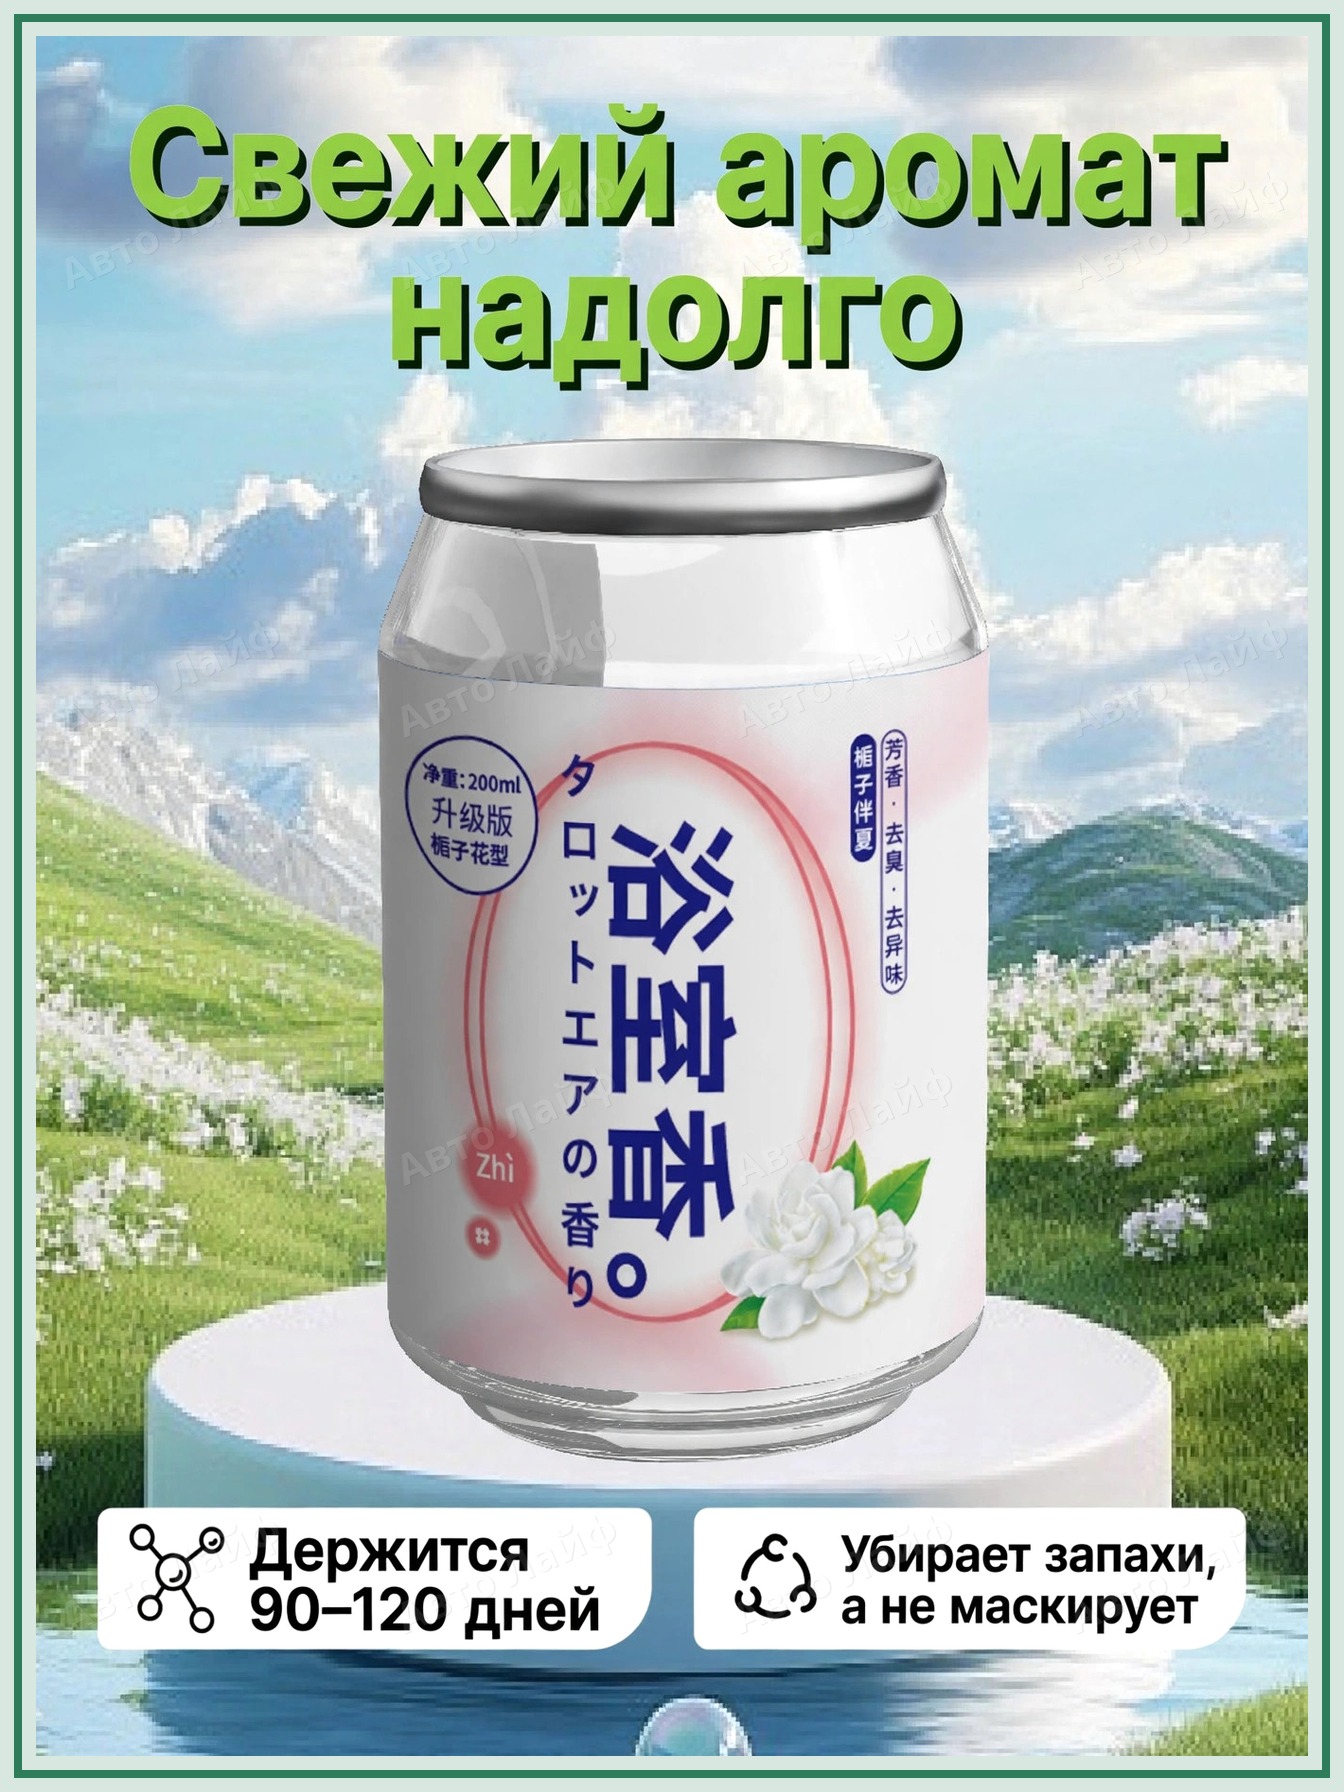 Свежий аромат
надолго
净重:200ml
升级版
栀子花型
タロットエアの香り
浴室香。
栀子伴夏
芳香·去臭·去异味
Zhì
Держится
90–120 дней
Убирает запахи,
а не маскирует
Авто Лайф